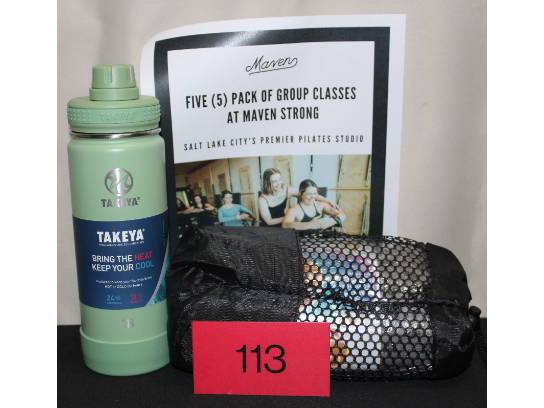 Maven
FIVE (5) PACK OF GROUP CLASSES
AT MAVEN STRONG
SALT LAKE CITY'S PREMIER PILATES STUDIO
TAKEYA
TAKEYA
BRING THE HEAT
KEEP YOUR COOL
113